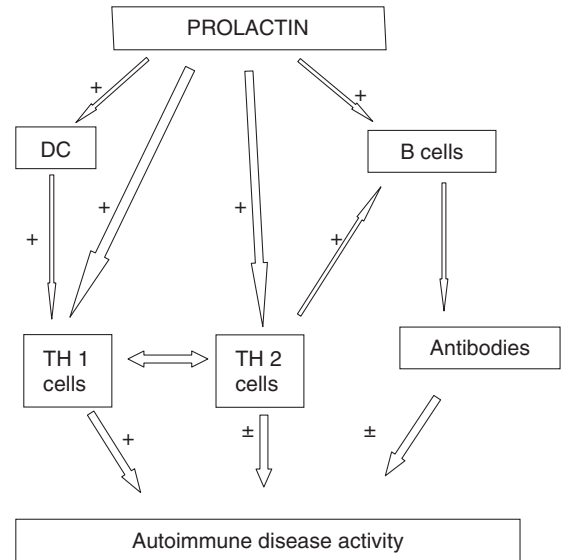 PROLACTIN
+
+
DC
B cells
+
+
+
+
TH 1
cells
TH 2
cells
Antibodies
+
±
±
Autoimmune disease activity